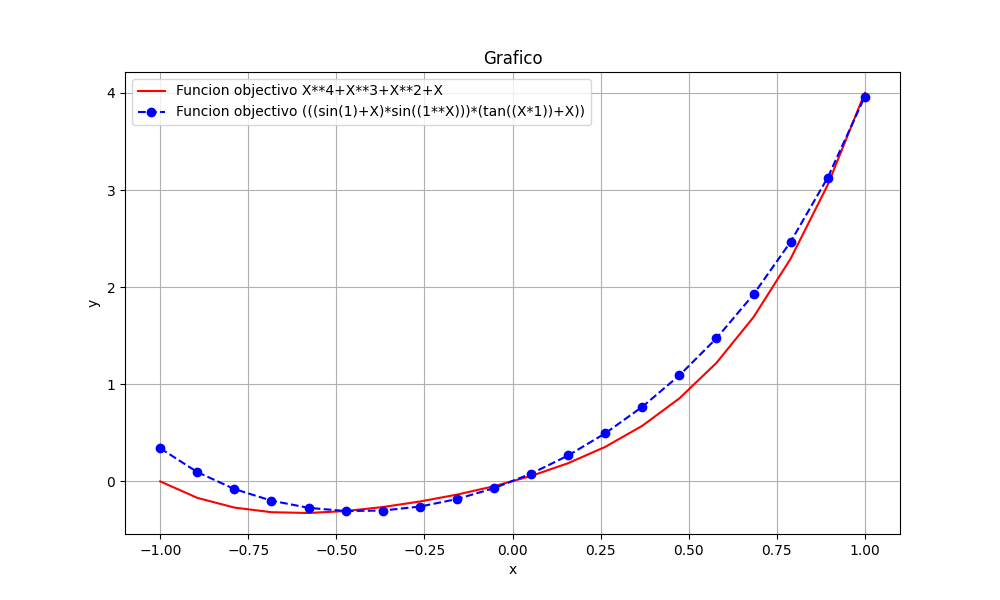 Grafico
Funcion objectivo X**4+X**3+X**2+X
Funcion objectivo (((sin(1)+X)*sin((1**X)))*(tan((X*1))+X))
4
3
2
1
0
y
−1.00 −0.75 −0.50 −0.25 0.00 0.25 0.50 0.75 1.00
x